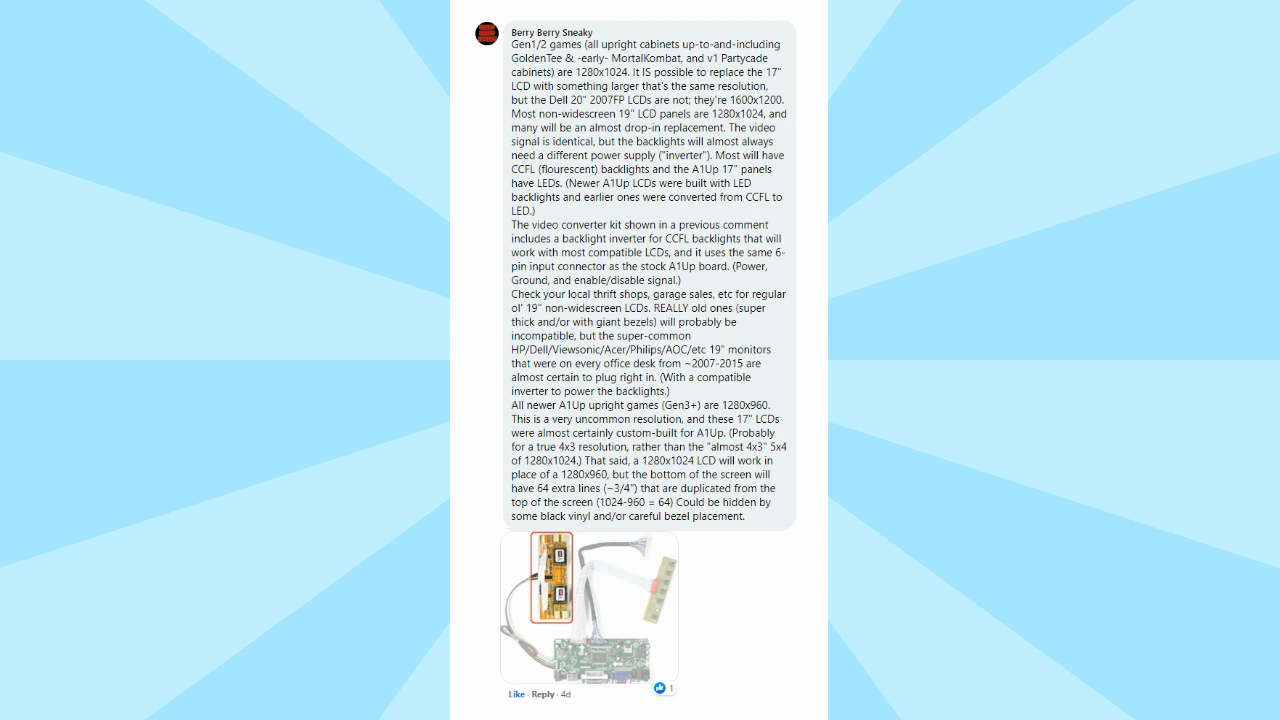 Berry Berry Sneaky
Gen1/2 games (all upright cabinets up-to-and-including
GoldenTee & -early- MortalKombat, and v1 Partycade
cabinets) are 1280x1024. It IS possible to replace the 17"
LCD with something larger that's the same resolution,
but the Dell 20" 2007FP LCDs are not; they're 1600x1200.
Most non-widescreen 19" LCD panels are 1280x1024, and
many will be an almost drop-in replacement. The video
signal is identical, but the backlights will almost always
need a different power supply ("inverter"). Most will have
CCFL (flourescent) backlights and the A1Up 17" panels
have LEDs. (Newer A1Up LCDs were built with LED
backlights and earlier ones were converted from CCFL to
LED.)
The video converter kit shown in a previous comment
includes a backlight inverter for CCFL backlights that will
work with most compatible LCDs, and it uses the same 6-
pin input connector as the stock A1Up board. (Power,
Ground, and enable/disable signal.)
Check your local thrift shops, garage sales, etc for regular
ol' 19" non-widescreen LCDs. REALLY old ones (super
thick and/or with giant bezels) will probably be
incompatible, but the super-common
HP/Dell/Viewsonic/Acer/Philips/AOC/etc 19" monitors
that were on every office desk from ~2007-2015 are
almost certain to plug right in. (With a compatible
inverter to power the backlights.)
All newer A1Up upright games (Gen3+) are 1280x960.
This is a very uncommon resolution, and these 17" LCDs
were almost certainly custom-built for A1Up. (Probably
for a true 4x3 resolution, rather than the "almost 4x3" 5x4
of 1280x1024.) That said, a 1280x1024 LCD will work in
place of a 1280x960, but the bottom of the screen will
have 64 extra lines (~3/4") that are duplicated from the
top of the screen (1024-960 = 64) Could be hidden by
some black vinyl and/or careful bezel placement.
Like · Reply · 4d
1